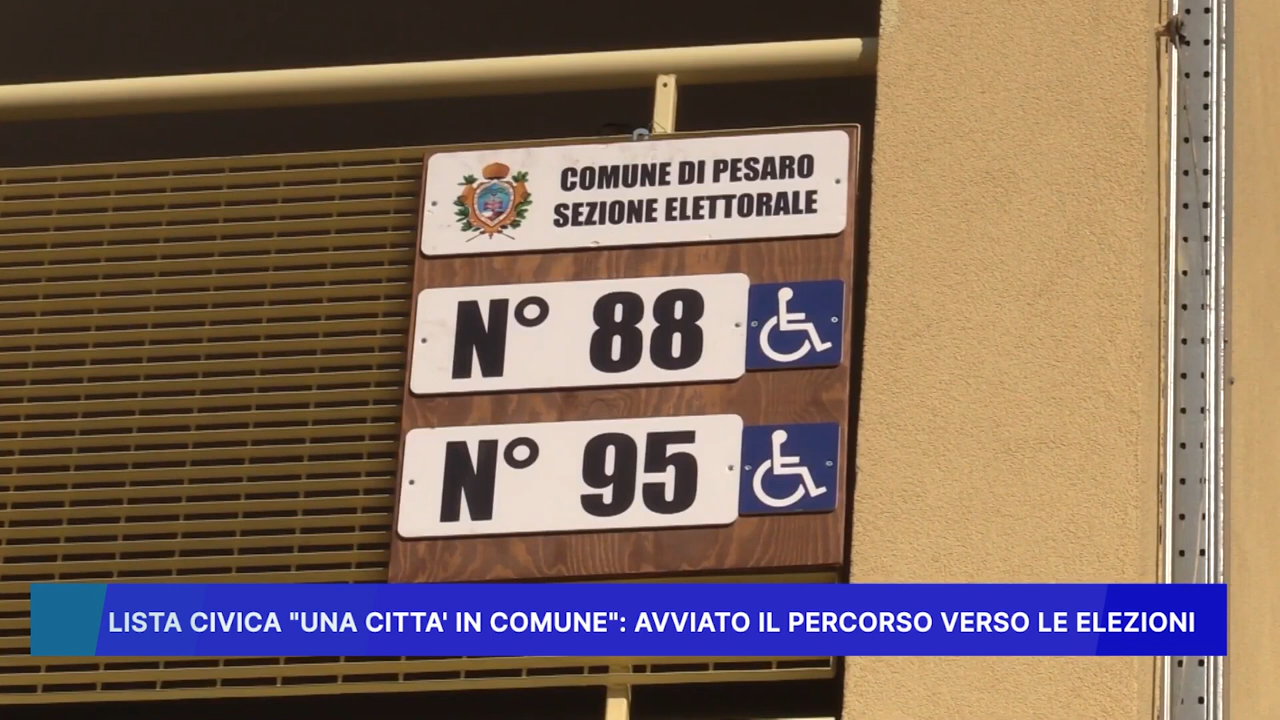 COMUNE DI PESARO
SEZIONE ELETTORALE
N° 88
N° 95
LISTA CIVICA "UNA CITTA' IN COMUNE": AVVIATO IL PERCORSO VERSO LE ELEZIONI